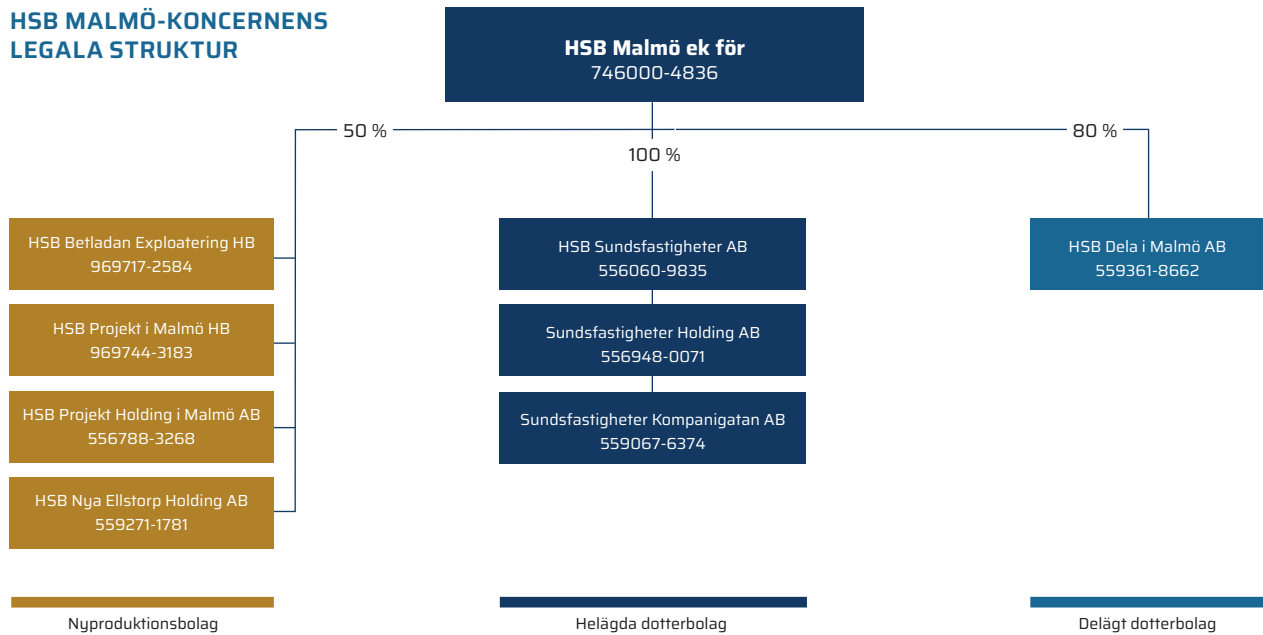 HSB MALMÖ-KONCERNENS
LEGALA STRUKTUR
HSB Malmö ek för
746000-4836
50 %
100 %
80 %
HSB Betladan Exploatering HB
969717-2584
HSB Projekt i Malmö HB
969744-3183
HSB Projekt Holding i Malmö AB
556788-3268
HSB Nya Ellstorp Holding AB
559271-1781
HSB Sundsfastigheter AB
556060-9835
Sundsfastigheter Holding AB
556948-0071
Sundsfastigheter Kompanigatan AB
559067-6374
HSB Dela i Malmö AB
559361-8662
Nyproduktionsbolag
Helägda dotterbolag
Delägt dotterbolag